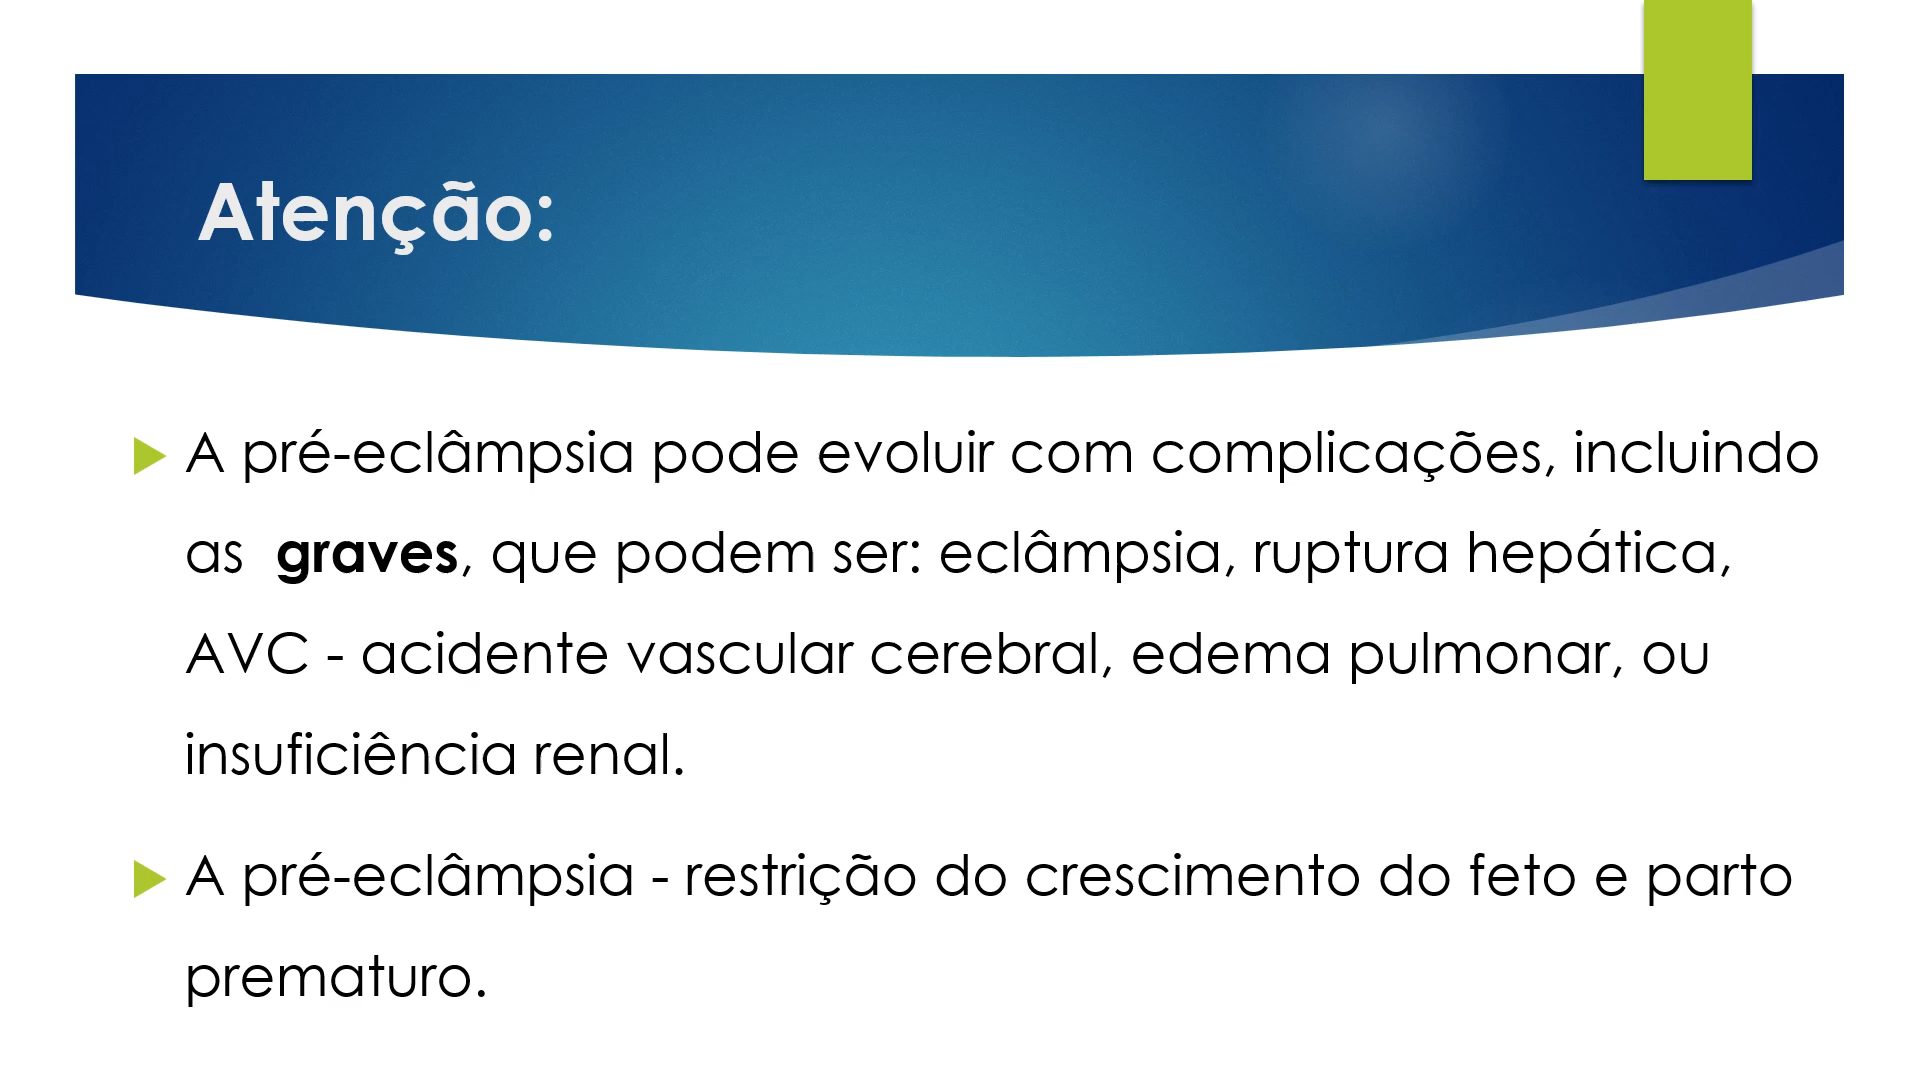 Atenção:
A pré-eclâmpsia pode evoluir com complicações, incluindo
as  graves, que podem ser: eclâmpsia, ruptura hepática,
AVC - acidente vascular cerebral, edema pulmonar, ou
insuficiência renal.
A pré-eclâmpsia - restrição do crescimento do feto e parto
prematuro.